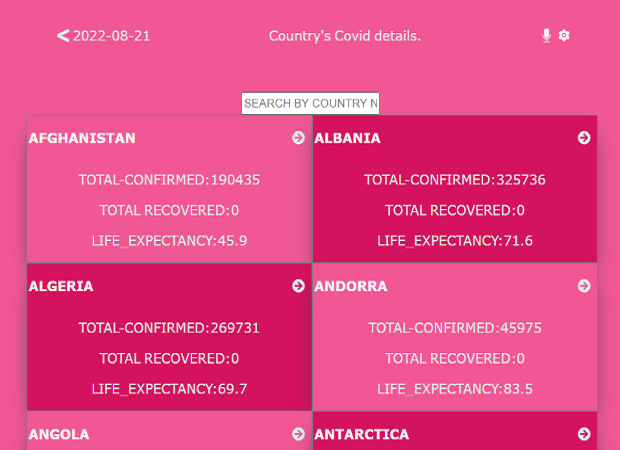 2022-08-21 Country's Covid details.
SEARCH BY COUNTRY N
AFGHANISTAN
TOTAL-CONFIRMED:190435
TOTAL RECOVERED:0
LIFE_EXPECTANCY:45.9
ALBANIA
TOTAL-CONFIRMED:325736
TOTAL RECOVERED:0
LIFE_EXPECTANCY:71.6
ALGERIA
TOTAL-CONFIRMED:269731
TOTAL RECOVERED:0
LIFE_EXPECTANCY:69.7
ANDORRA
TOTAL-CONFIRMED:45975
TOTAL RECOVERED:0
LIFE_EXPECTANCY:83.5
ANGOLA
ANTARCTICA